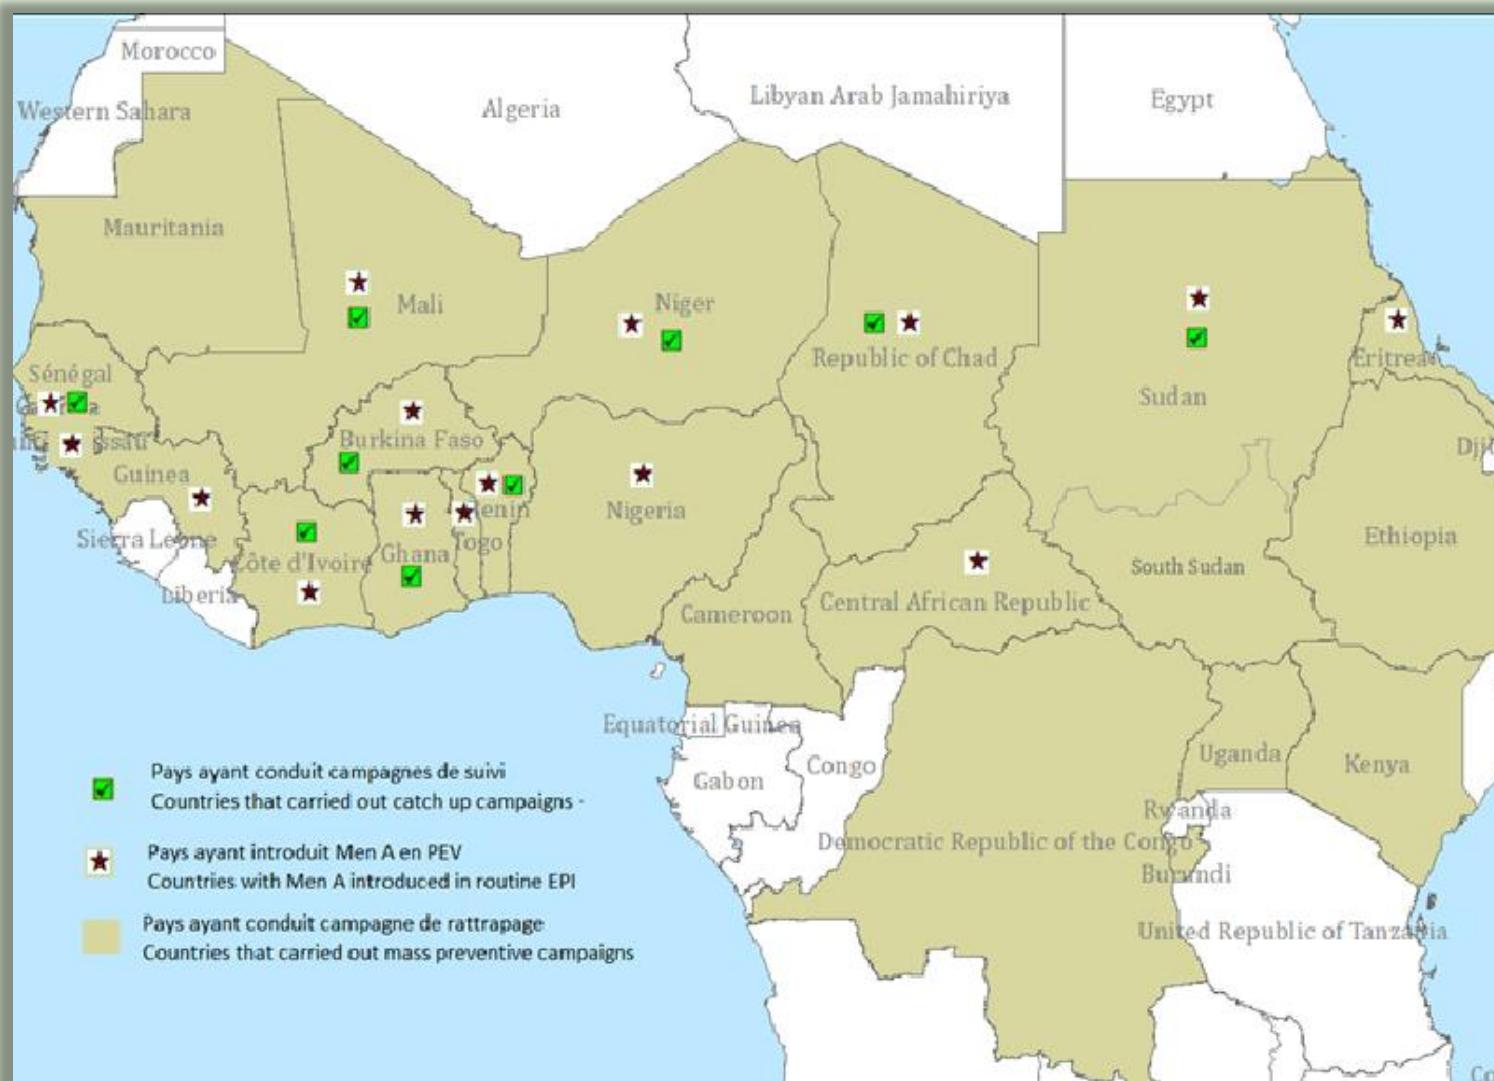 Morocco
Western Sahara
Algeria
Libyan Arab Jamahiriya
Egypt
Mauritania
Mali
Niger
Republic of Chad
Sudan
Eritrea
Sénégal
Burkina Faso
Guinea
Nigeria
Ethiopia
Sierra Leone
Côte d'Ivoire
Ghana
Togo
South Sudan
Liberia
Cameroon
Central African Republic
Equatorial Guinea
Gabon
Congo
Uganda
Kenya
Rwanda
Democratic Republic of the Congo
Burundi
United Republic of Tanzania
Pays ayant conduit campagnes de suivi
Countries that carried out catch up campaigns -
Pays ayant introduit Men A en PEV
Countries with Men A introduced in routine EPI
Pays ayant conduit campagne de rattrapage
Countries that carried out mass preventive campaigns